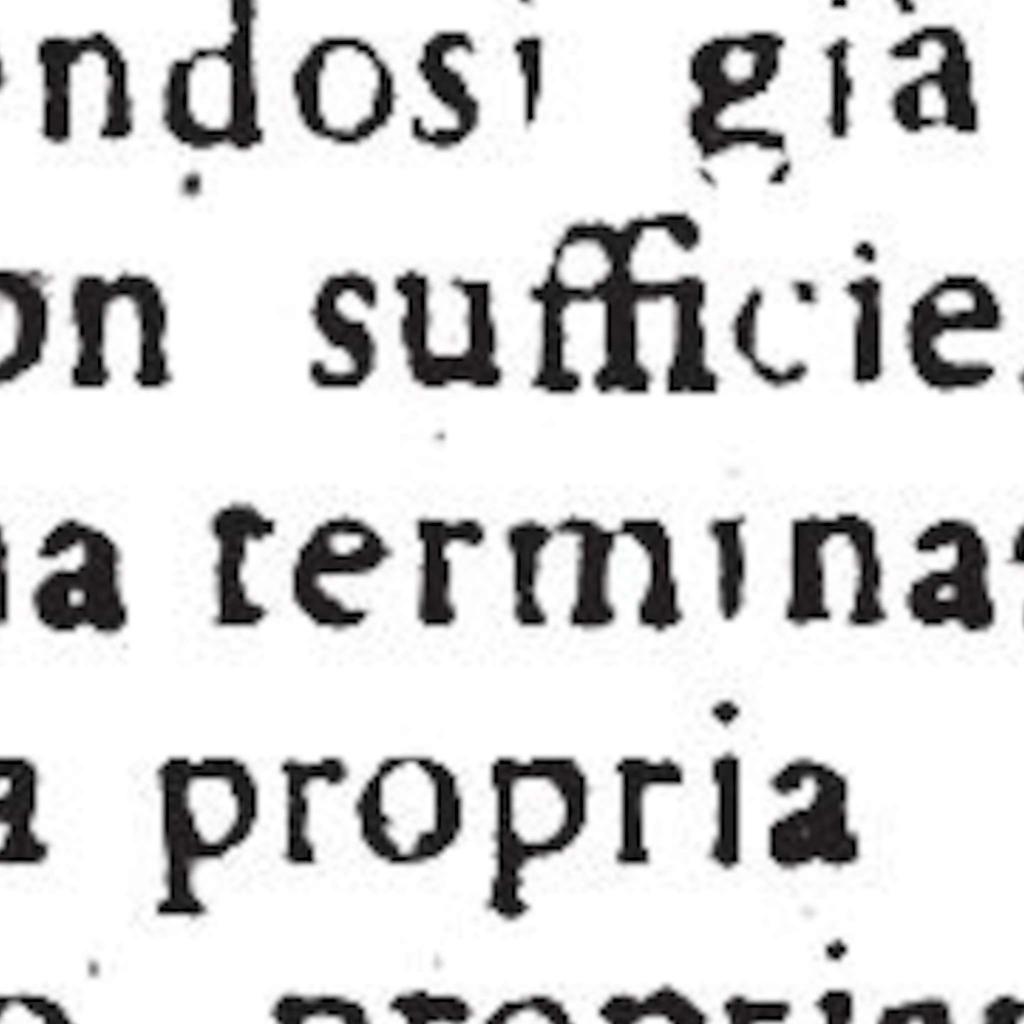 ndosi già
on sufficie
a termina
a propria